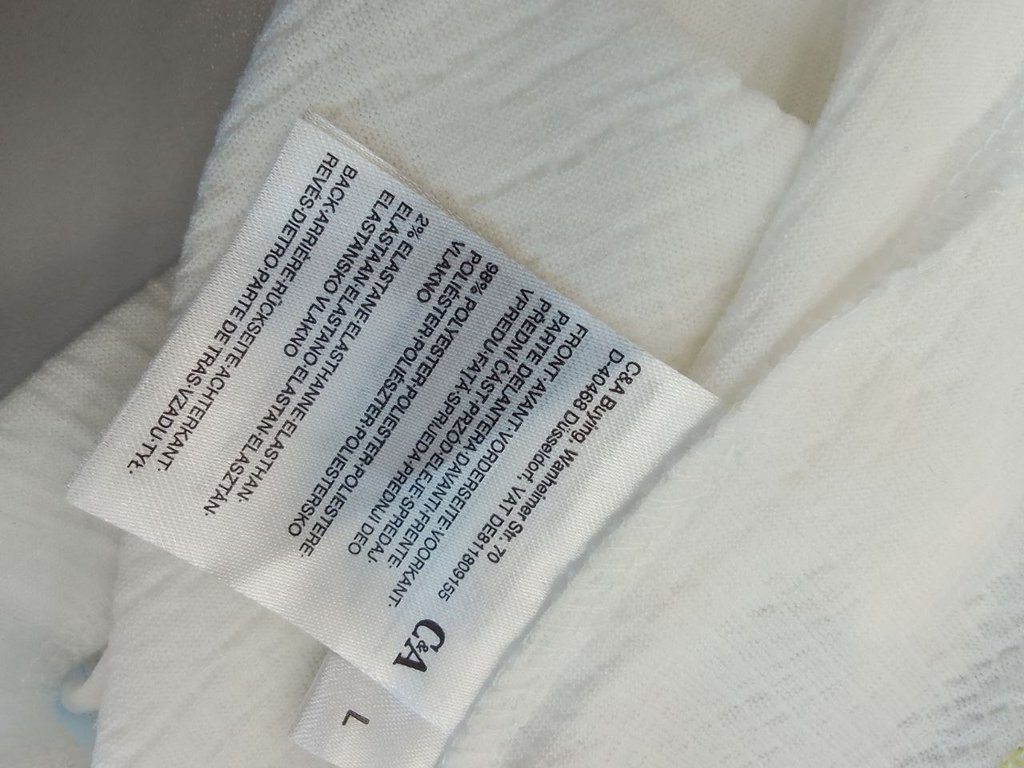 C&A
C&A Buying, Wanheimer Str. 70
D-40468 Düsseldorf, VAT DE811809155
FRONT·AVANT·VORDERSEITE·VOORKANT·
PARTE DELANTERA·DAVANTI·FRENTE·
PŘEDNÍ ČÁST·PRZÓD·ELEJE·SPREDAJ·
VPREDU·FAȚĂ·SPRIJEDA·PREDNJI DEO
98% POLYESTER·POLIESTER·POLIESTERE
POLIÉSTER·POLIÉSZTER·POLIESTERSKO
VLAKNO
2% ELASTANE·ELASTHANNE·ELASTHAN
ELASTAAN·ELASTANO·ELASTAN·ELASZTÁN·
ELASTANSKO VLAKNO
BACK·ARRIÈRE·RÜCKSEITE·ACHTERKANT·
REVÉS·DIETRO·PARTE DE TRÁS·VZADU·TYŁ·
L